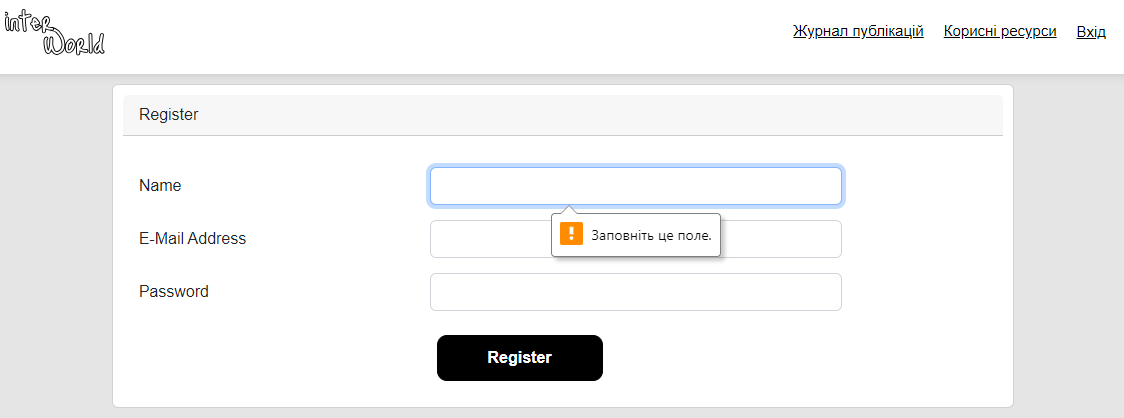 inter
World
Журнал публікацій Корисні ресурси Вхід
Register
Name
Заповніть це поле.
E-Mail Address
Password
Register